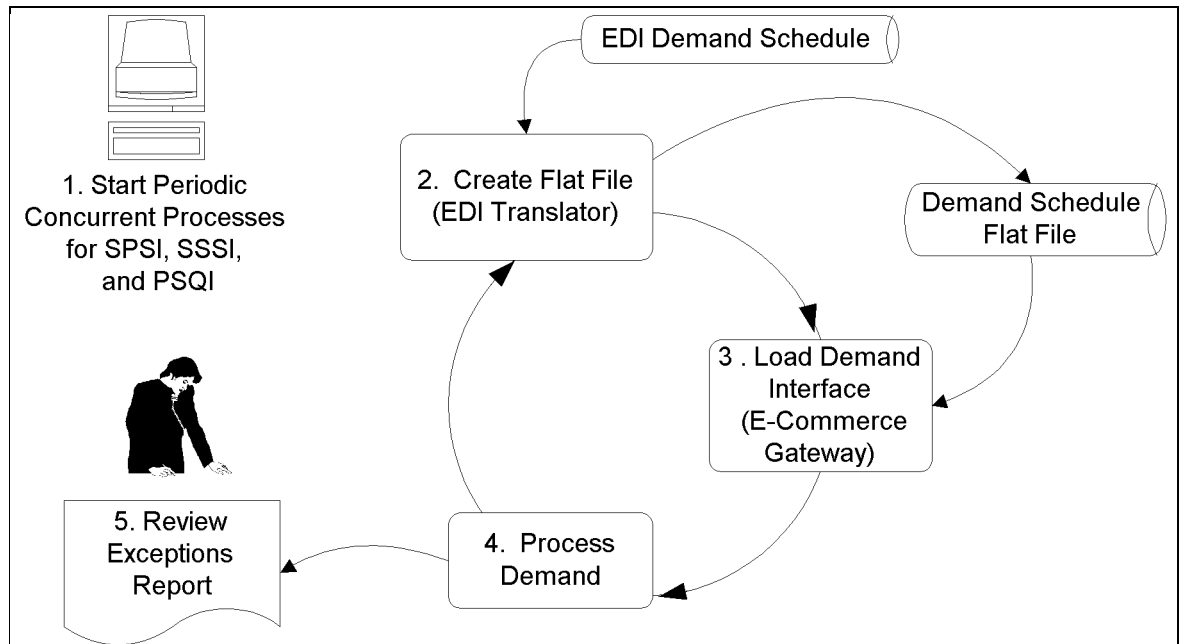 EDI Demand Schedule
1. Start Periodic
Concurrent Processes
for SPSI, SSSI,
and PSQI
2. Create Flat File
(EDI Translator)
Demand Schedule
Flat File
3 . Load Demand
Interface
(E-Commerce
Gateway)
4. Process
Demand
5. Review
Exceptions
Report